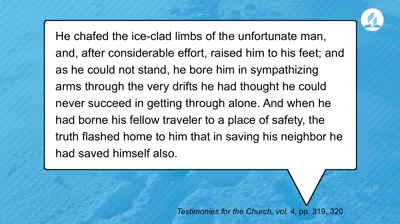 He chafed the ice-clad limbs of the unfortunate man,
and, after considerable effort, raised him to his feet; and
as he could not stand, he bore him in sympathizing
arms through the very drifts he had thought he could
never succeed in getting through alone. And when he
had borne his fellow traveler to a place of safety, the
truth flashed home to him that in saving his neighbor he
had saved himself also.
Testimonies for the Church, vol. 4, pp. 319, 320